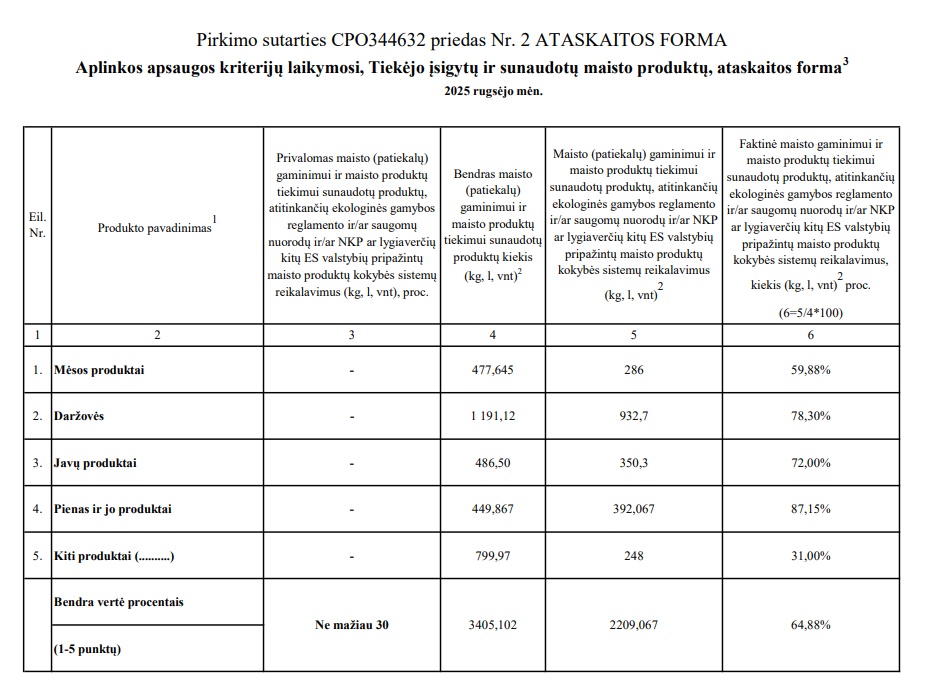 Pirkimo sutarties CPO344632 priedas Nr. 2 ATASKAITOS FORMA
Aplinkos apsaugos kriterijų laikymosi, Tiekėjo įsigytų ir sunaudotų maisto produktų, ataskaitos forma3
2025 rugsėjo mėn.
Eil.
Nr.
Produkto pavadinimas1
Privalomas maisto (patiekalų)
gaminimui ir maisto produktų
tiekimui sunaudotų produktų,
atitinkančių ekologinės gamybos
reglamento ir/ar saugomų
nuorodų ir/ar NKP ar lygiaverčių
kitų ES valstybių pripažintų
maisto produktų kokybės sistemų
reikalavimus (kg, l, vnt), proc.
Bendras maisto
(patiekalų)
gaminimui ir
maisto produktų
tiekimui sunaudotų
produktų kiekis
(kg, l, vnt)2
Maisto (patiekalų) gaminimui ir
maisto produktų tiekimui
sunaudotų produktų, atitinkančių
ekologinės gamybos reglamento
ir/ar saugomų nuorodų ir/ar NKP
ar lygiaverčių kitų ES valstybių
pripažintų maisto produktų
kokybės sistemų reikalavimus
(kg, l, vnt)2
Faktinė maisto gaminimui ir
maisto produktų tiekimui
sunaudotų produktų, atitinkančių
ekologinės gamybos reglamento
ir/ar saugomų nuorodų ir/ar NKP
ar lygiaverčių kitų ES valstybių
pripažintų maisto produktų
kokybės sistemų reikalavimus,
kiekis (kg, l, vnt)2 proc.
(6=5/4*100)
1 2 3 4 5 6
1. Mėsos produktai - 477,645 286 59,88%
2. Daržovės - 1 191,12 932,7 78,30%
3. Javų produktai - 486,50 350,3 72,00%
4. Pienas ir jo produktai - 449,867 392,067 87,15%
5. Kiti produktai (..........) - 799,97 248 31,00%
Bendra vertė procentais
Ne mažiau 30 3405,102 2209,067 64,88%
(1-5 punktų)